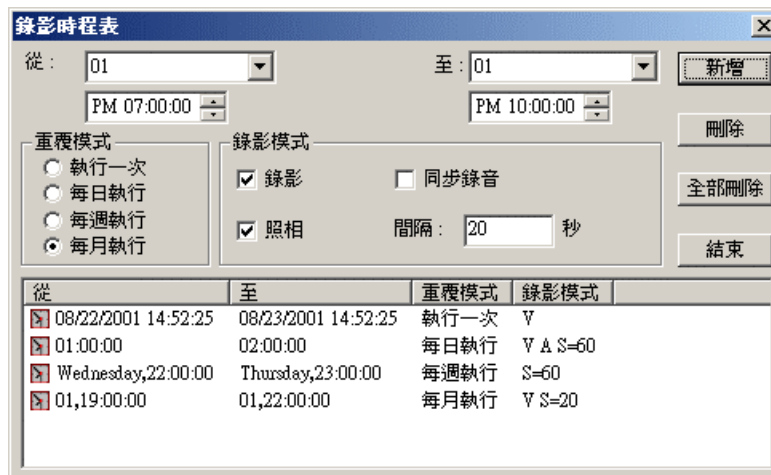 錄影時程表
從： 01 至：01 新增
PM 07:00:00 PM 10:00:00
刪除
重覆模式 錄影模式
執行一次
錄影 同步錄音
每日執行
全部刪除
每週執行
照相 間隔： 20 秒
每月執行
結束
從 至 重覆模式 錄影模式
08/22/2001 14:52:25 08/23/2001 14:52:25 執行一次 V
01:00:00 02:00:00 每日執行 V A S=60
Wednesday,22:00:00 Thursday,23:00:00 每週執行 S=60
01,19:00:00 01,22:00:00 每月執行 V S=20